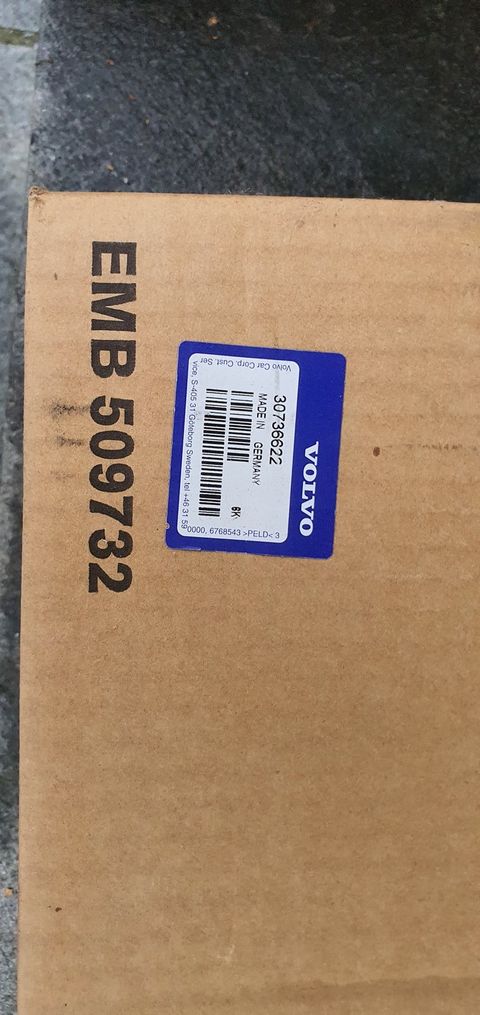 EMB 509732
VOLVO
30736622
MADE IN GERMANY
6K
Volvo Car Corp. Cust. Ser
vice, S-405 31 Göteborg Sweden, tel +46 31 59
0000, 6768543 >PELD< 3